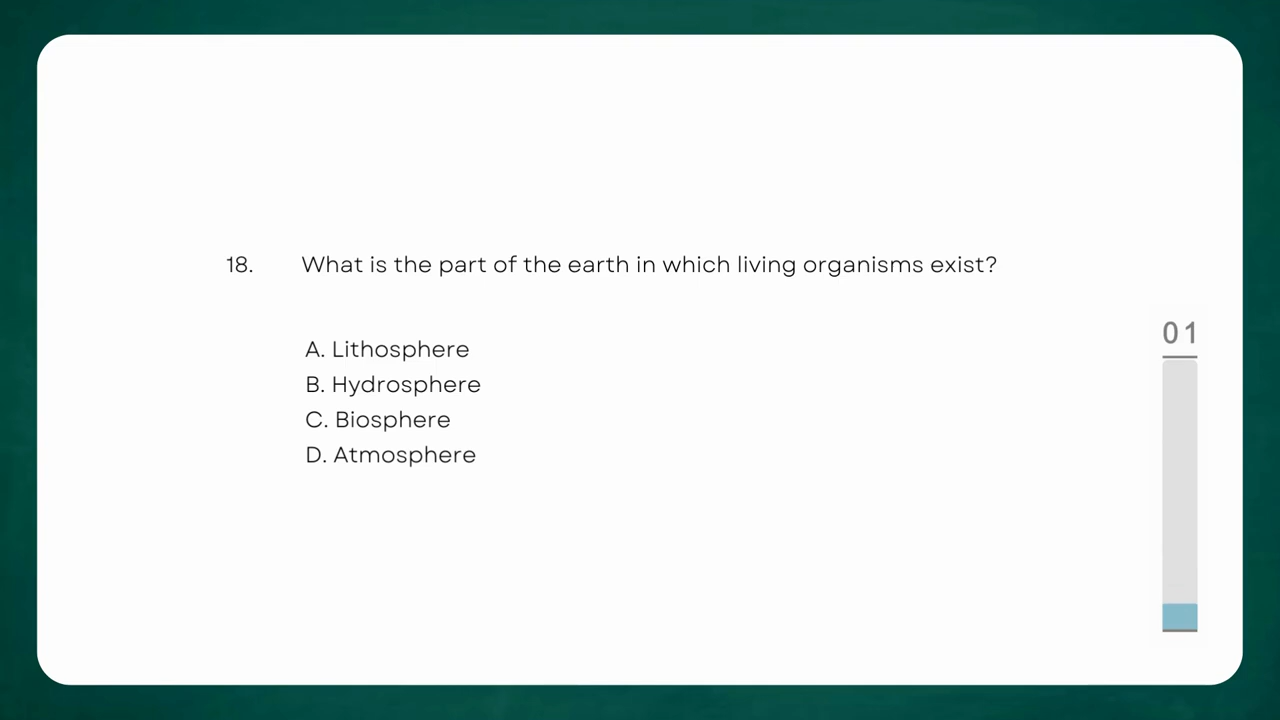 18. What is the part of the earth in which living organisms exist?
A. Lithosphere
B. Hydrosphere
C. Biosphere
D. Atmosphere
01